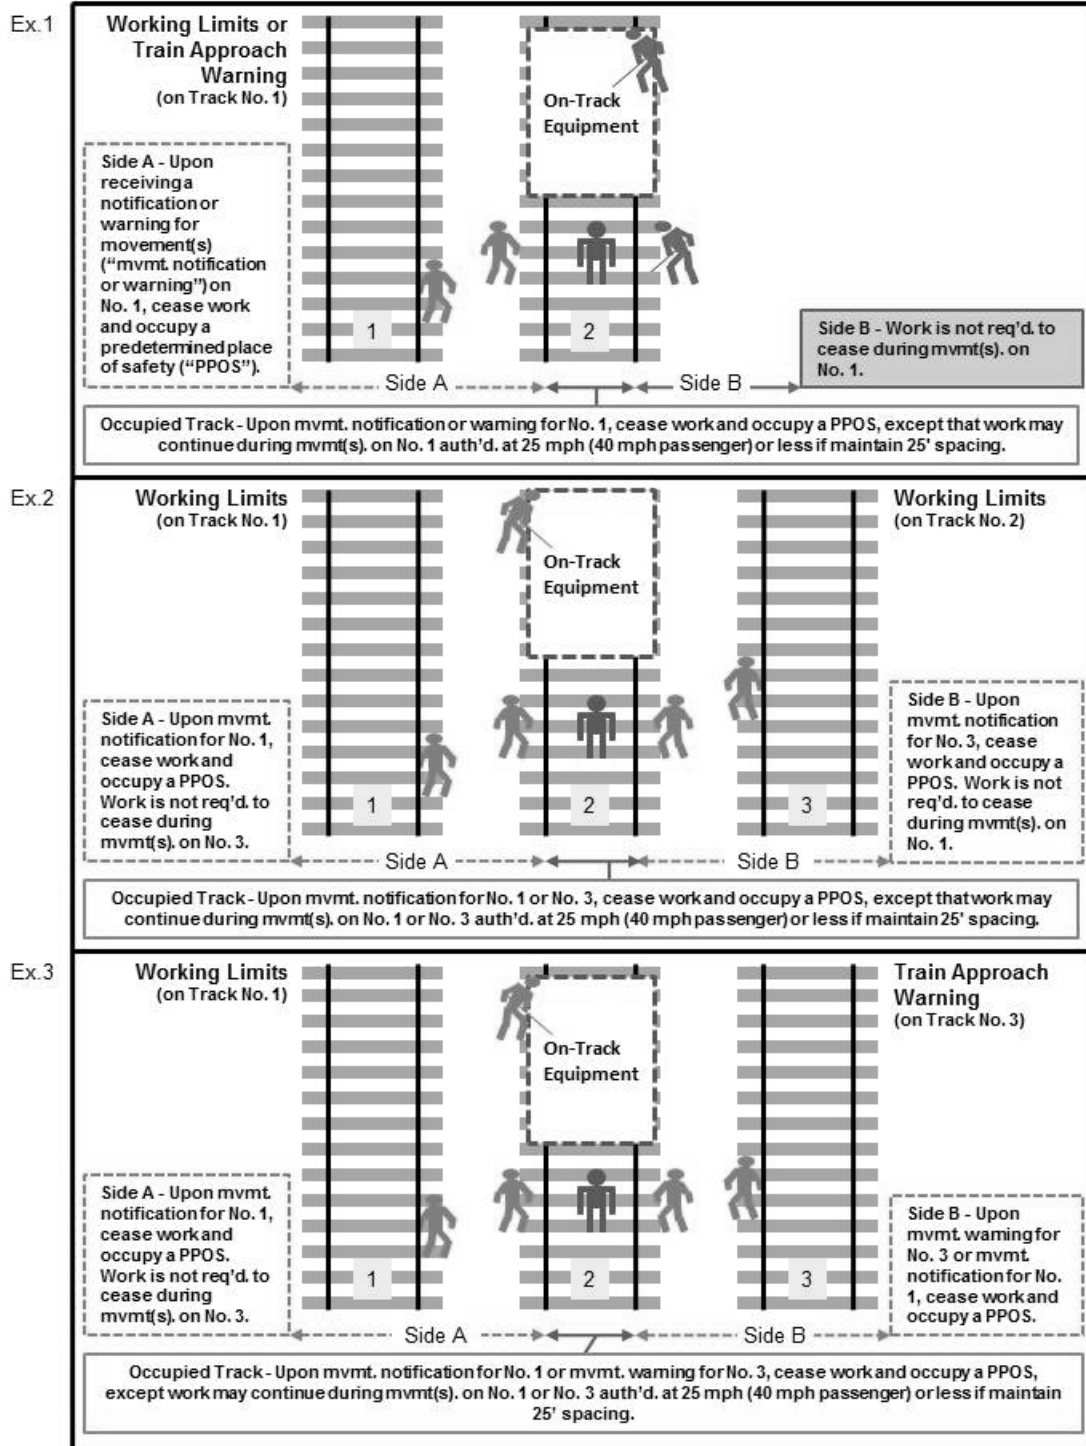 Ex.1
Working Limits or
Train Approach
Warning
(on Track No. 1)
On-Track
Equipment
Side A - Upon
receiving a
notification or
warning for
movement(s)
(“mvmt. notification
or warning”) on
No. 1, cease work
and occupy a
predetermined place
of safety (“PPOS”).
1
2
Side B - Work is not req’d. to
cease during mvmt(s). on
No. 1.
Side A
Side B
Occupied Track - Upon mvmt. notification or warning for No. 1, cease work and occupy a PPOS, except that work may
continue during mvmt(s). on No. 1 auth’d. at 25 mph (40 mph passenger) or less if maintain 25' spacing.
Ex.2
Working Limits
(on Track No. 1)
Working Limits
(on Track No. 2)
On-Track
Equipment
Side A - Upon mvmt.
notification for No. 1,
cease work and
occupy a PPOS.
Work is not req’d. to
cease during
mvmt(s). on No. 3.
1
2
3
Side B - Upon
mvmt. notification
for No. 3, cease
work and occupy a
PPOS. Work is not
req’d. to cease
during mvmt(s). on
No. 1.
Side A
Side B
Occupied Track - Upon mvmt. notification for No. 1 or No. 3, cease work and occupy a PPOS, except that work may
continue during mvmt(s). on No. 1 or No. 3 auth’d. at 25 mph (40 mph passenger) or less if maintain 25' spacing.
Ex.3
Working Limits
(on Track No. 1)
Train Approach
Warning
(on Track No. 3)
On-Track
Equipment
Side A - Upon mvmt.
notification for No. 1,
cease work and
occupy a PPOS.
Work is not req’d. to
cease during
mvmt(s). on No. 3.
1
2
3
Side B - Upon
mvmt. warning for
No. 3 or mvmt.
notification for No.
1, cease work and
occupy a PPOS.
Side A
Side B
Occupied Track - Upon mvmt. notification for No. 1 or mvmt. warning for No. 3, cease work and occupy a PPOS,
except work may continue during mvmt(s). on No. 1 or No. 3 auth’d. at 25 mph (40 mph passenger) or less if maintain
25' spacing.